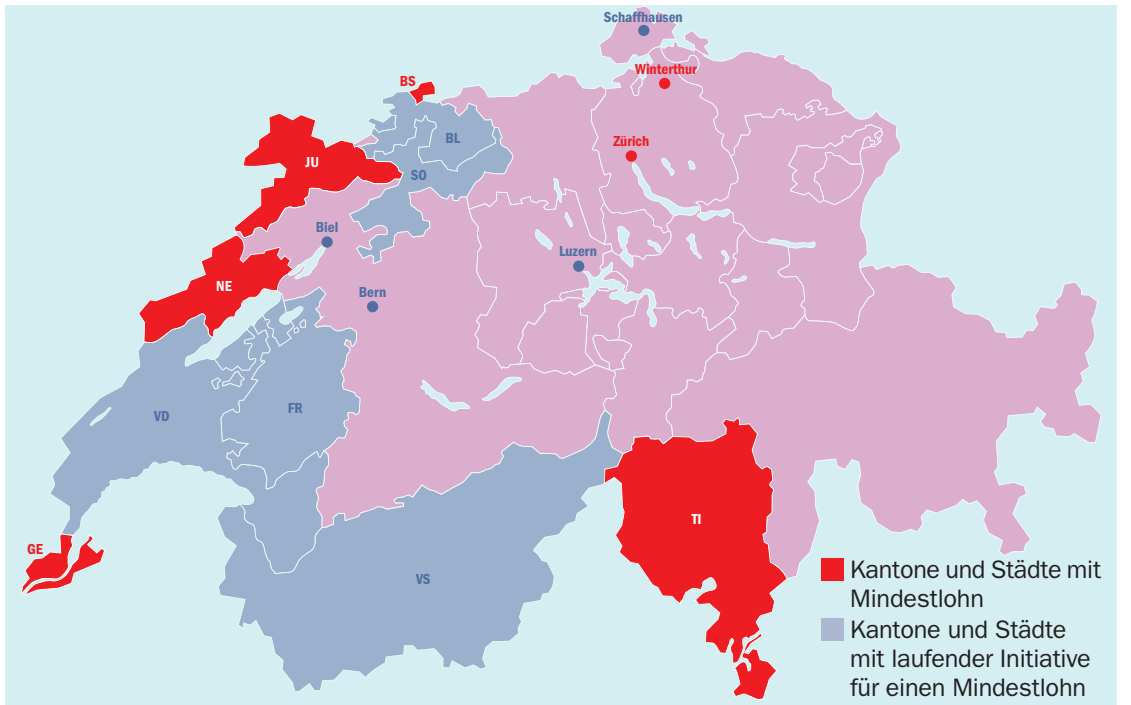 Schaffhausen
Winterthur
BS
BL
Zürich
JU
SO
Biel
Luzern
NE
Bern
VD
FR
TI
GE
VS
Kantone und Städte mit
Mindestlohn
Kantone und Städte
mit laufender Initiative
für einen Mindestlohn